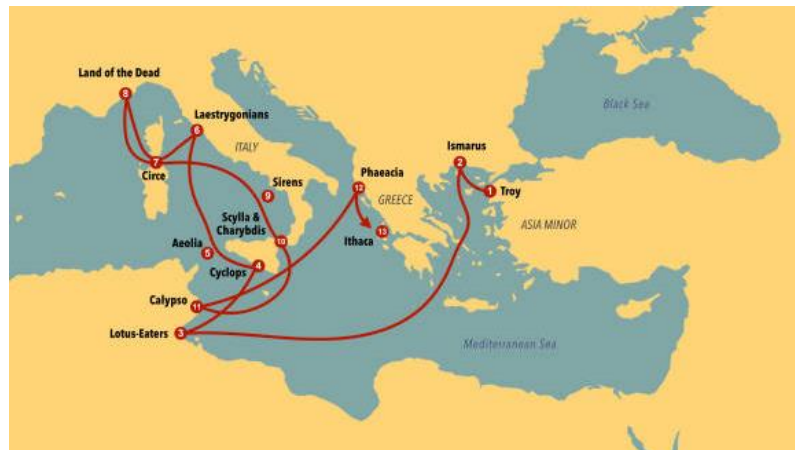 Land of the Dead
8
Laestrygonians
6
Black Sea
ITALY
7
Circe
Ismarus
2
Phaeacia
12
1 Troy
Sirens
9
GREECE
Scylla &
Charybdis
10
13
Ithaca
ASIA MINOR
Aeolia
5
4
Cyclops
Calypso
11
Lotus-Eaters 3
Mediterranean Sea